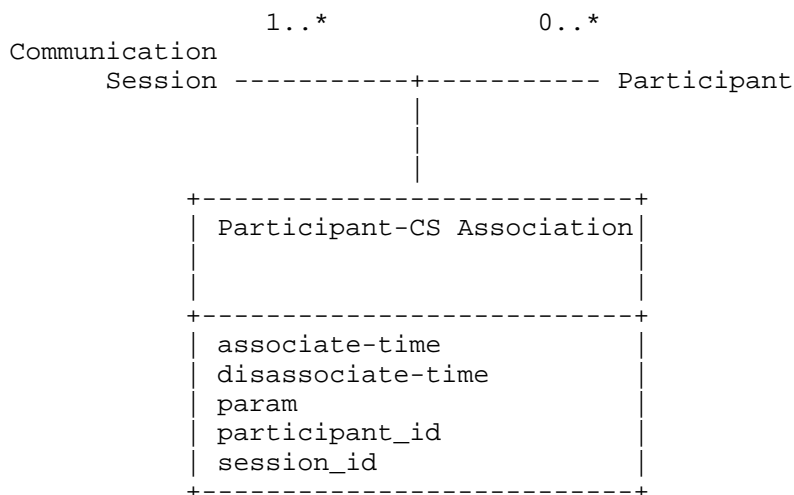 1..* 0..*
Communication
Session -----------+----------- Participant
Participant-CS Association
associate-time
disassociate-time
param
participant_id
session_id